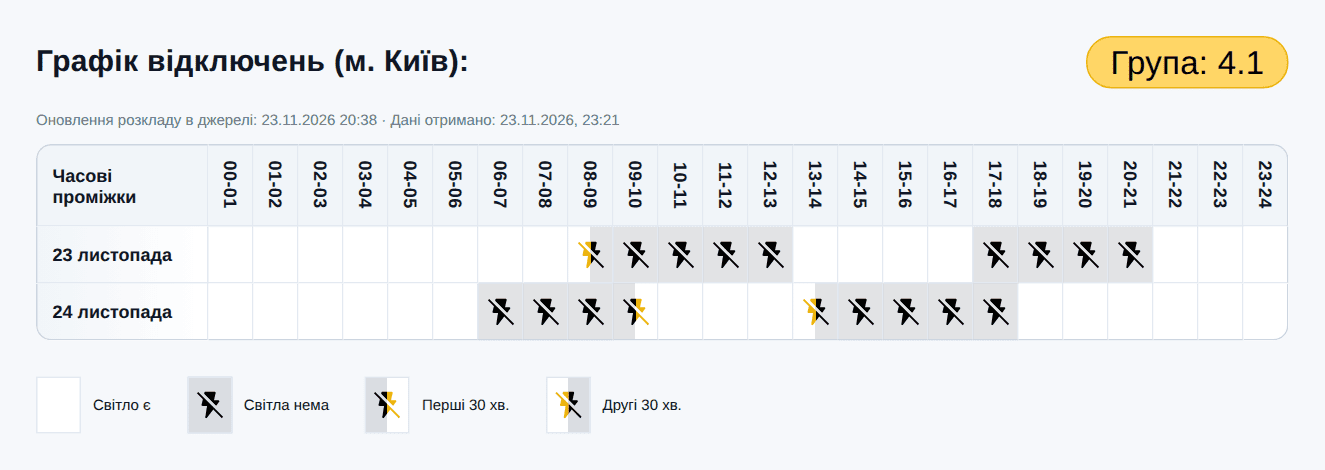 Графік відключень (м. Київ):
Група: 4.1
Оновлення розкладу в джерелі: 23.11.2026 20:38 · Дані отримано: 23.11.2026, 23:21
Часові
проміжки
00-01
01-02
02-03
03-04
04-05
05-06
06-07
07-08
08-09
09-10
10-11
11-12
12-13
13-14
14-15
15-16
16-17
17-18
18-19
19-20
20-21
21-22
22-23
23-24
23 листопада
24 листопада
Світло є
Світла нема
Перші 30 хв.
Другі 30 хв.